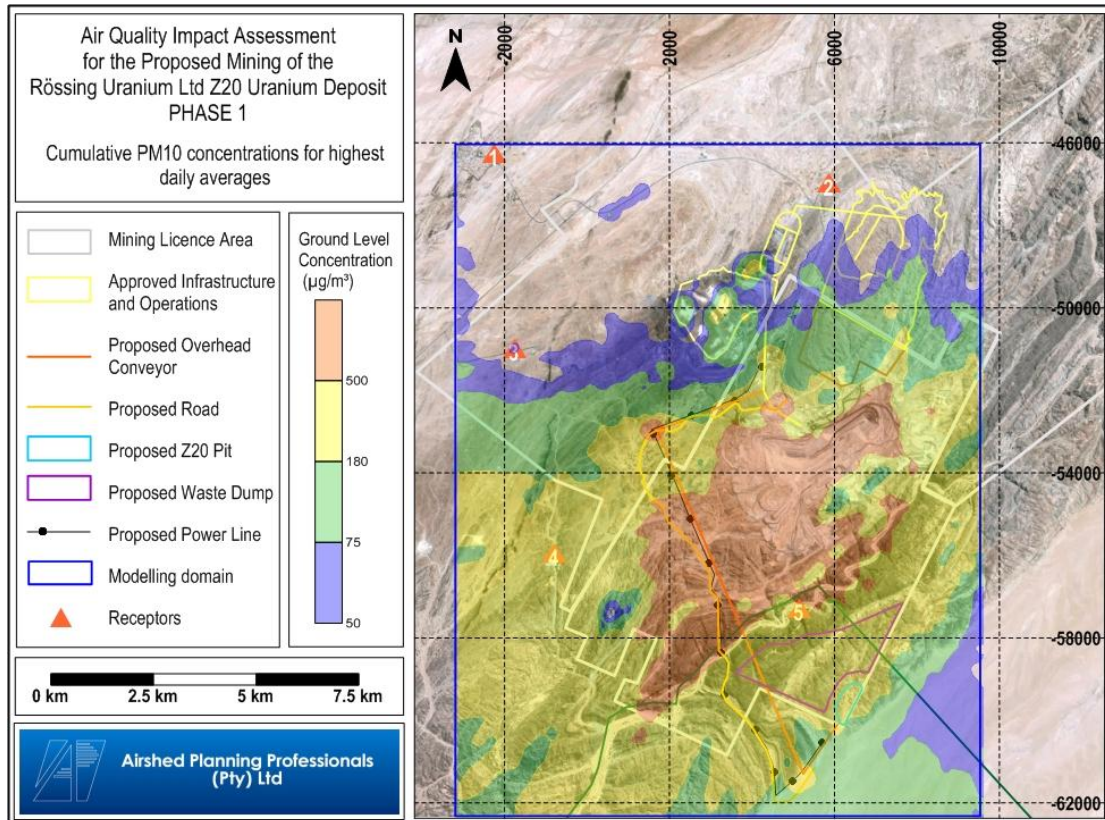 Air Quality Impact Assessment
for the Proposed Mining of the
Rössing Uranium Ltd Z20 Uranium Deposit
PHASE 1
Cumulative PM10 concentrations for highest
daily averages
Mining Licence Area
Approved Infrastructure
and Operations
Proposed Overhead
Conveyor
Proposed Road
Proposed Z20 Pit
Proposed Waste Dump
Proposed Power Line
Modelling domain
Receptors
Ground Level
Concentration
(µg/m³)
500
180
75
50
0 km 2.5 km 5 km 7.5 km
Airshed Planning Professionals
(Pty) Ltd
N
-2000 2000 6000 10000
-46000
-50000
-54000
-58000
-62000
1
2
3
4
5